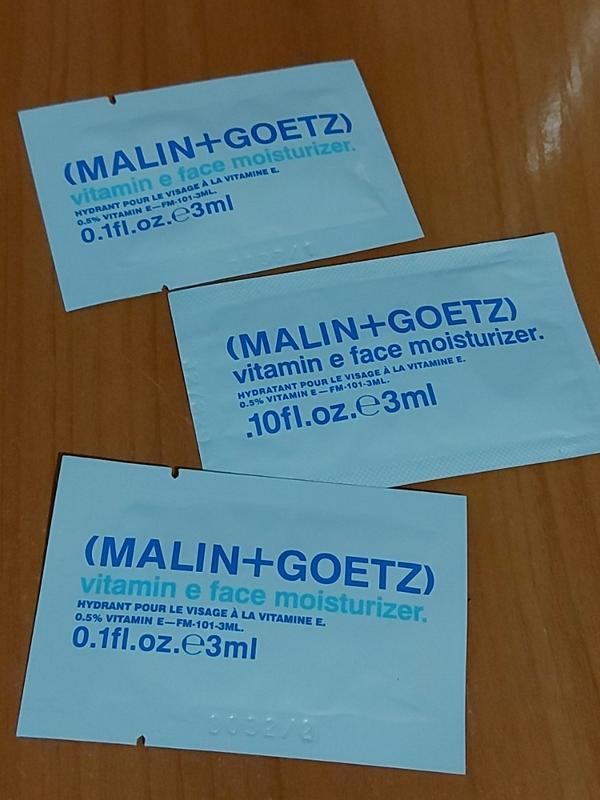 (MALIN+GOETZ)
vitamin e face moisturizer.
HYDRANT POUR LE VISAGE À LA VITAMINE E.
0.5% VITAMIN E—FM-101-3ML.
0.1fl.oz.℮3ml
(MALIN+GOETZ)
vitamin e face moisturizer.
HYDRATANT POUR LE VISAGE À LA VITAMINE E.
0.5% VITAMIN E—FM-101-3ML.
.10fl.oz.℮3ml
(MALIN+GOETZ)
vitamin e face moisturizer.
HYDRANT POUR LE VISAGE À LA VITAMINE E.
0.5% VITAMIN E—FM-101-3ML.
0.1fl.oz.℮3ml